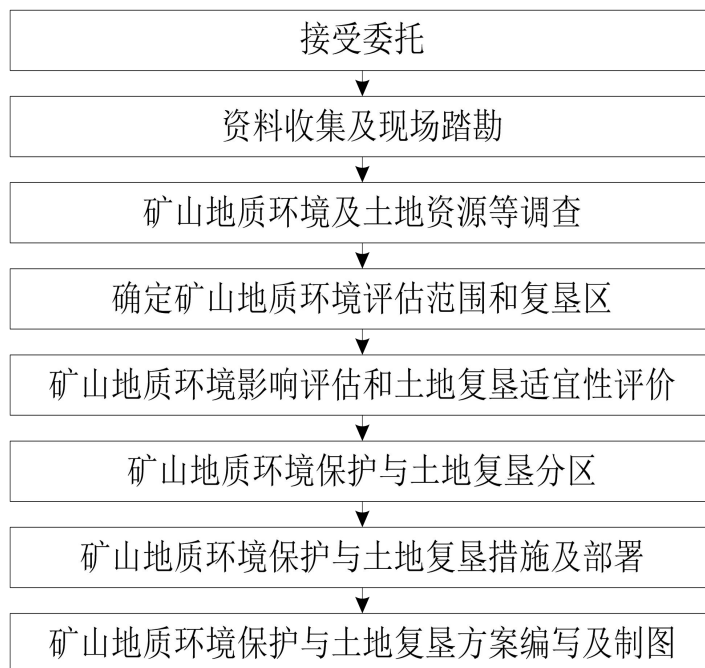 接受委托
资料收集及现场踏勘
矿山地质环境及土地资源等调查
确定矿山地质环境评估范围和复垦区
矿山地质环境影响评估和土地复垦适宜性评价
矿山地质环境保护与土地复垦分区
矿山地质环境保护与土地复垦措施及部署
矿山地质环境保护与土地复垦方案编写及制图